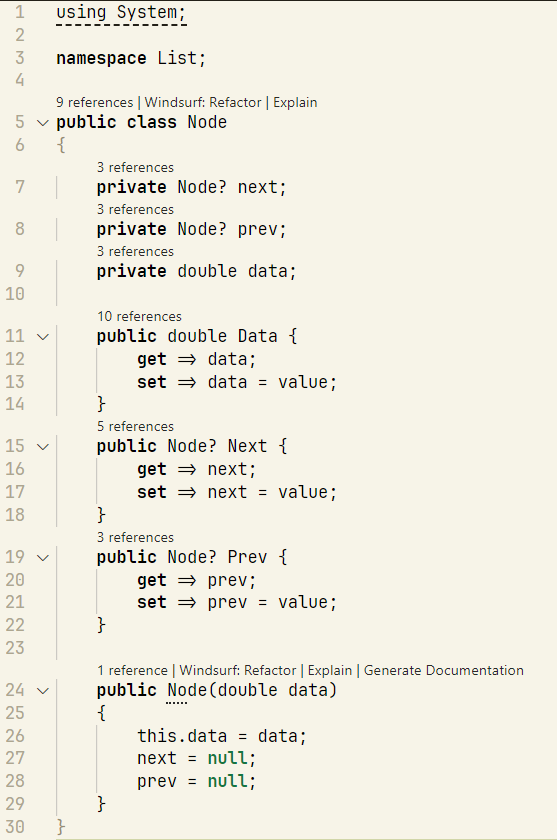 1 using System;
2
3 namespace List;
4
9 references | Windsurf: Refactor | Explain
5 public class Node
6 {
3 references
7 private Node? next;
3 references
8 private Node? prev;
3 references
9 private double data;
10
10 references
11 public double Data {
12 get => data;
13 set => data = value;
14 }
5 references
15 public Node? Next {
16 get => next;
17 set => next = value;
18 }
3 references
19 public Node? Prev {
20 get => prev;
21 set => prev = value;
22 }
23
1 reference | Windsurf: Refactor | Explain | Generate Documentation
24 public Node(double data)
25 {
26 this.data = data;
27 next = null;
28 prev = null;
29 }
30 }